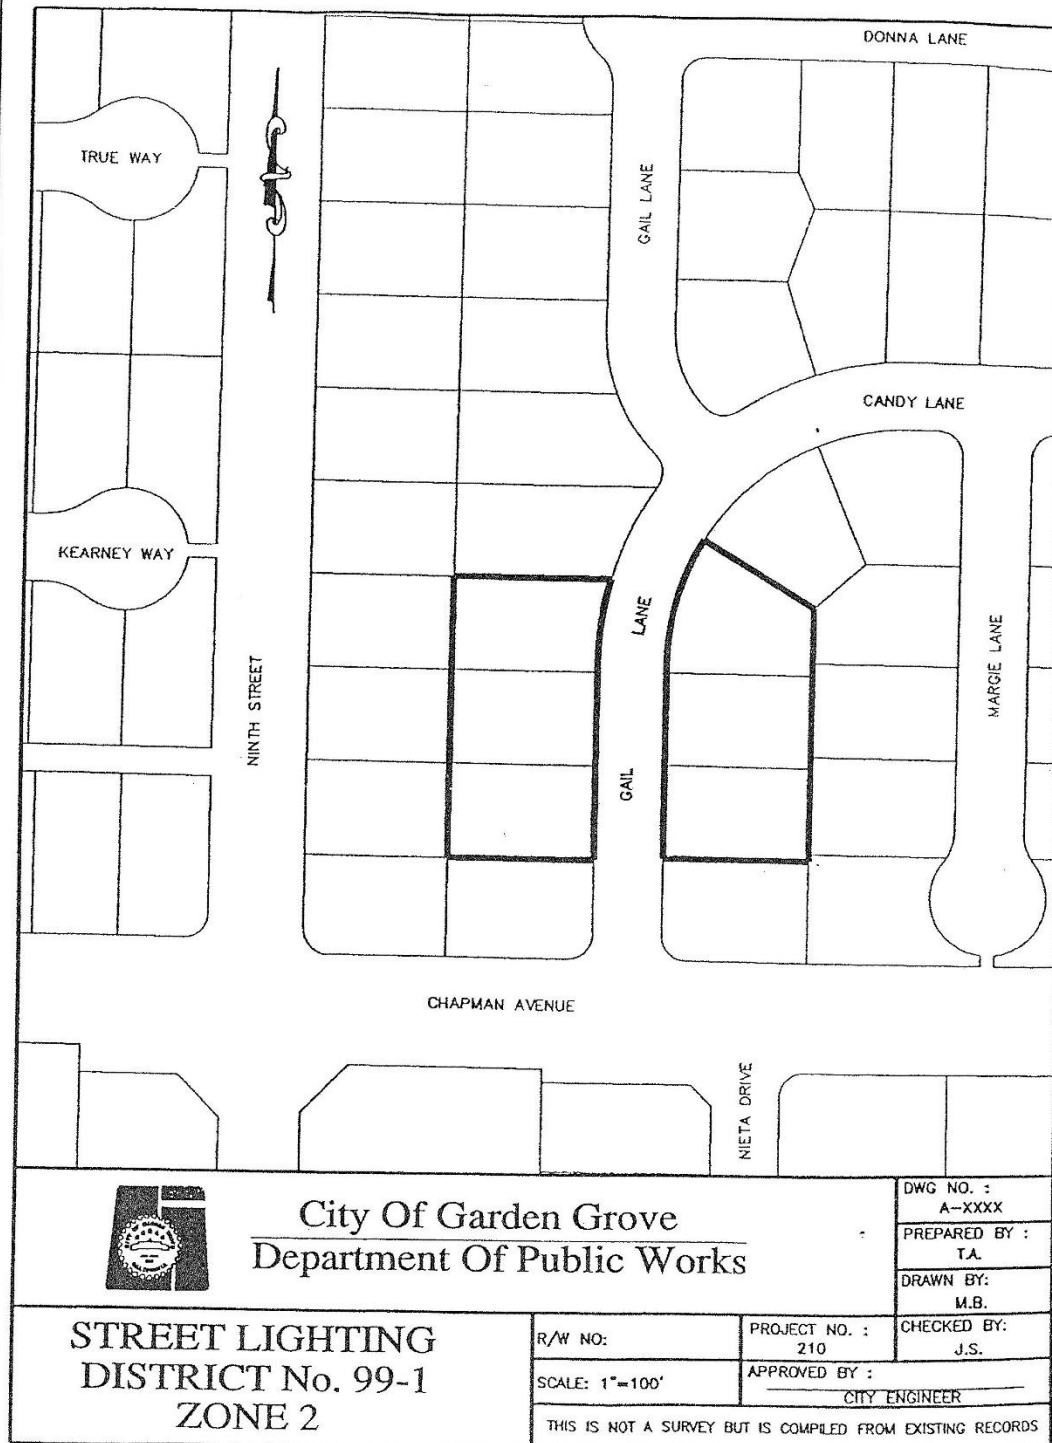 DONNA LANE
TRUE WAY
GAIL LANE
CANDY LANE
KEARNEY WAY
LANE
MARGIE LANE
NINTH STREET
GAIL
CHAPMAN AVENUE
NIETA DRIVE
City Of Garden Grove
Department Of Public Works
DWG NO. :
A-XXXX
PREPARED BY :
T.A.
DRAWN BY:
M.B.
STREET LIGHTING
DISTRICT No. 99-1
ZONE 2
R/W NO:
PROJECT NO. :
210
CHECKED BY:
J.S.
SCALE: 1"=100'
APPROVED BY :
CITY ENGINEER
THIS IS NOT A SURVEY BUT IS COMPILED FROM EXISTING RECORDS